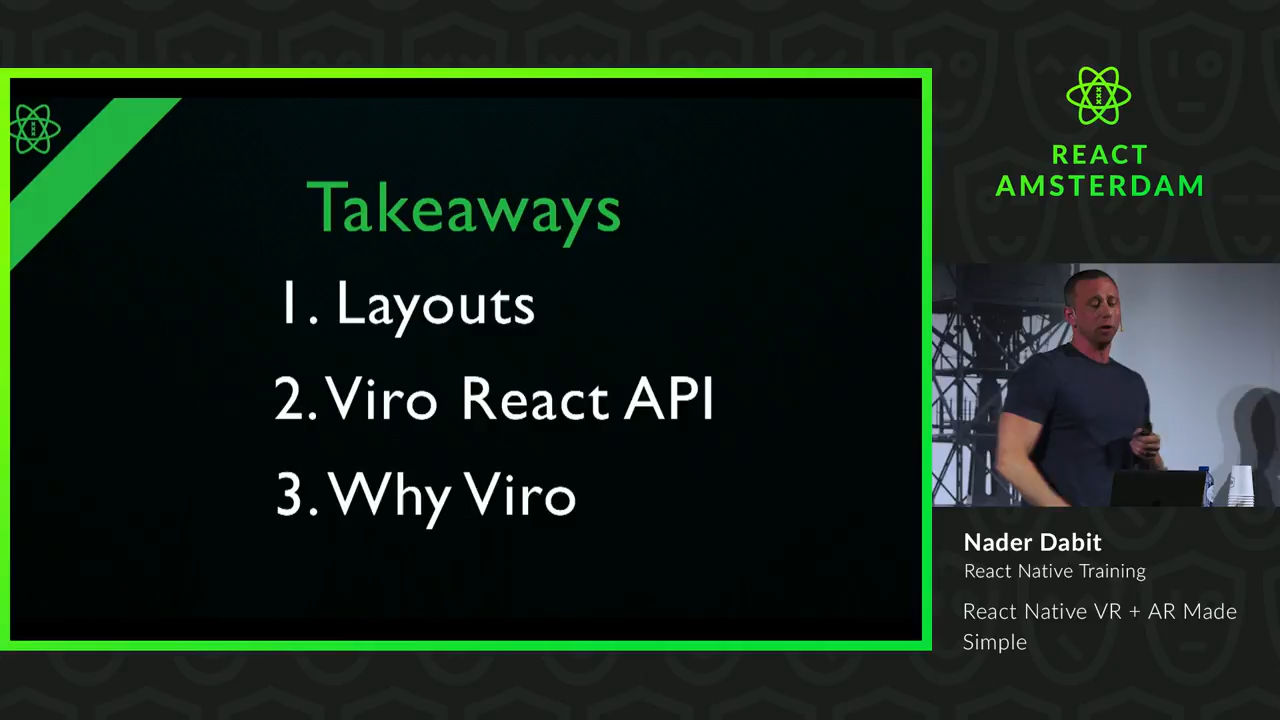 Takeaways
1. Layouts
2. Viro React API
3. Why Viro
REACT
AMSTERDAM
Nader Dabit
React Native Training
React Native VR + AR Made
Simple